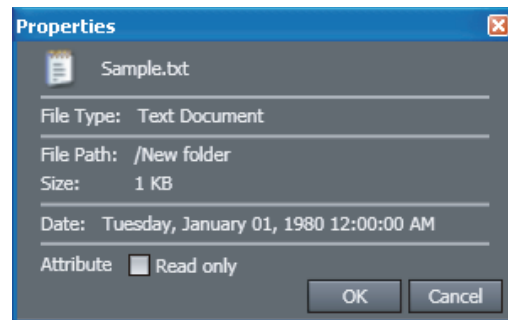 Properties
Sample.txt
File Type: Text Document
File Path: /New folder
Size: 1 KB
Date: Tuesday, January 01, 1980 12:00:00 AM
Attribute Read only
OK Cancel